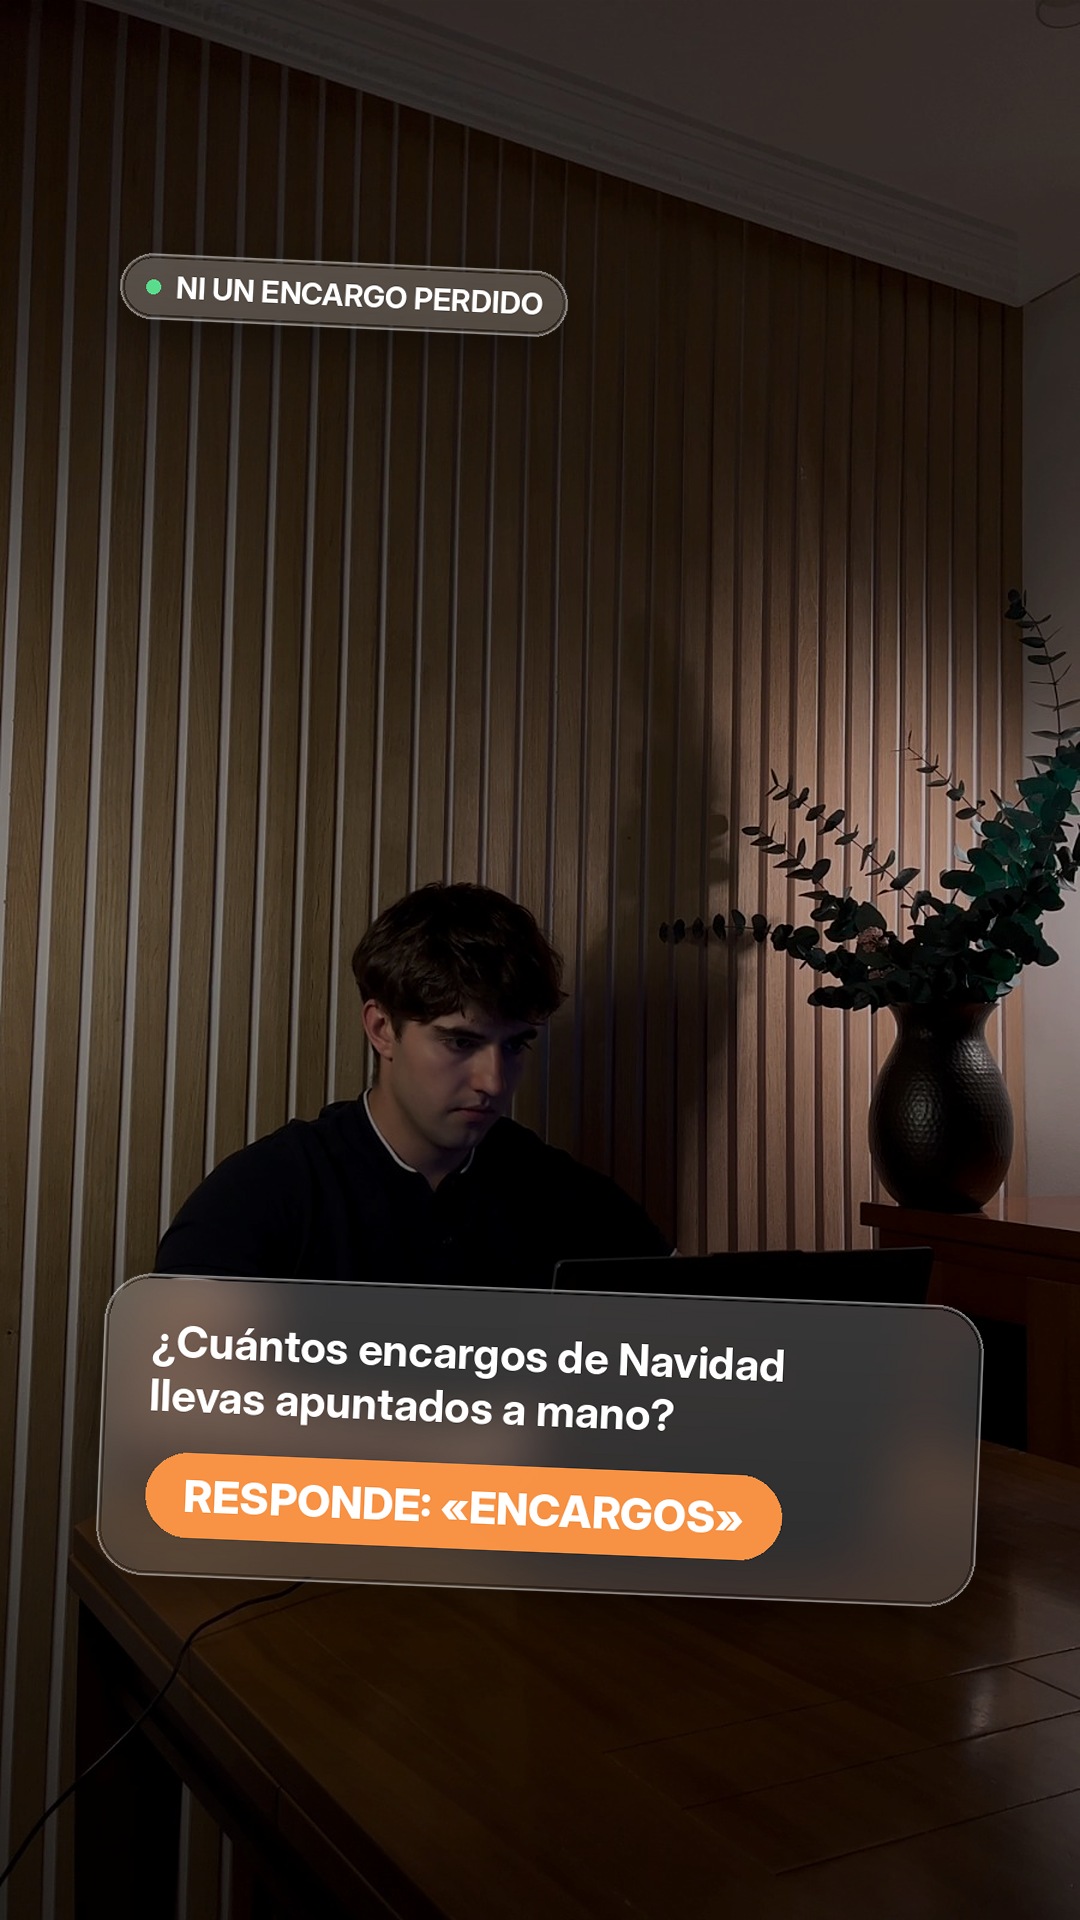 NI UN ENCARGO PERDIDO
¿Cuántos encargos de Navidad
llevas apuntados a mano?
RESPONDE: «ENCARGOS»